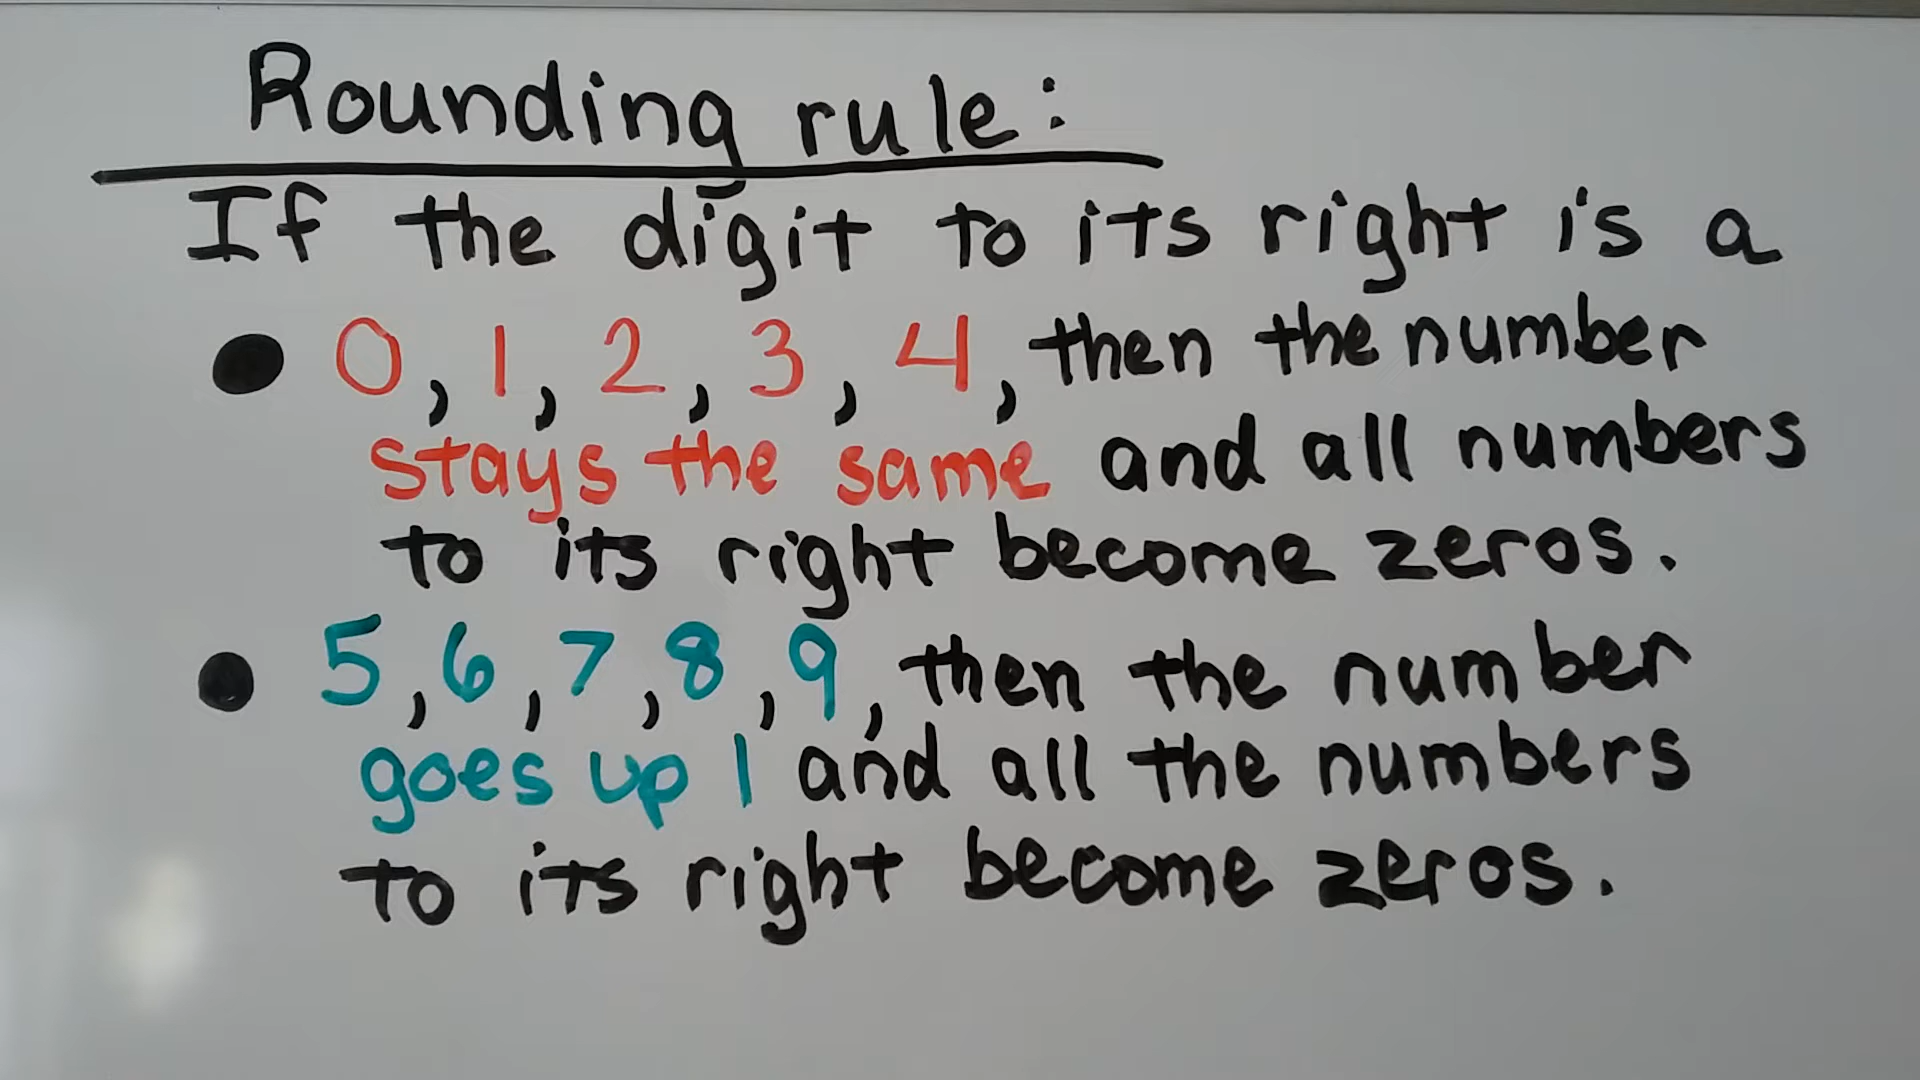 Rounding rule:
If the digit to its right is a
● 0, 1, 2, 3, 4, then the number
stays the same and all numbers
to its right become zeros.
● 5, 6, 7, 8, 9, then the number
goes up 1 and all the numbers
to its right become zeros.